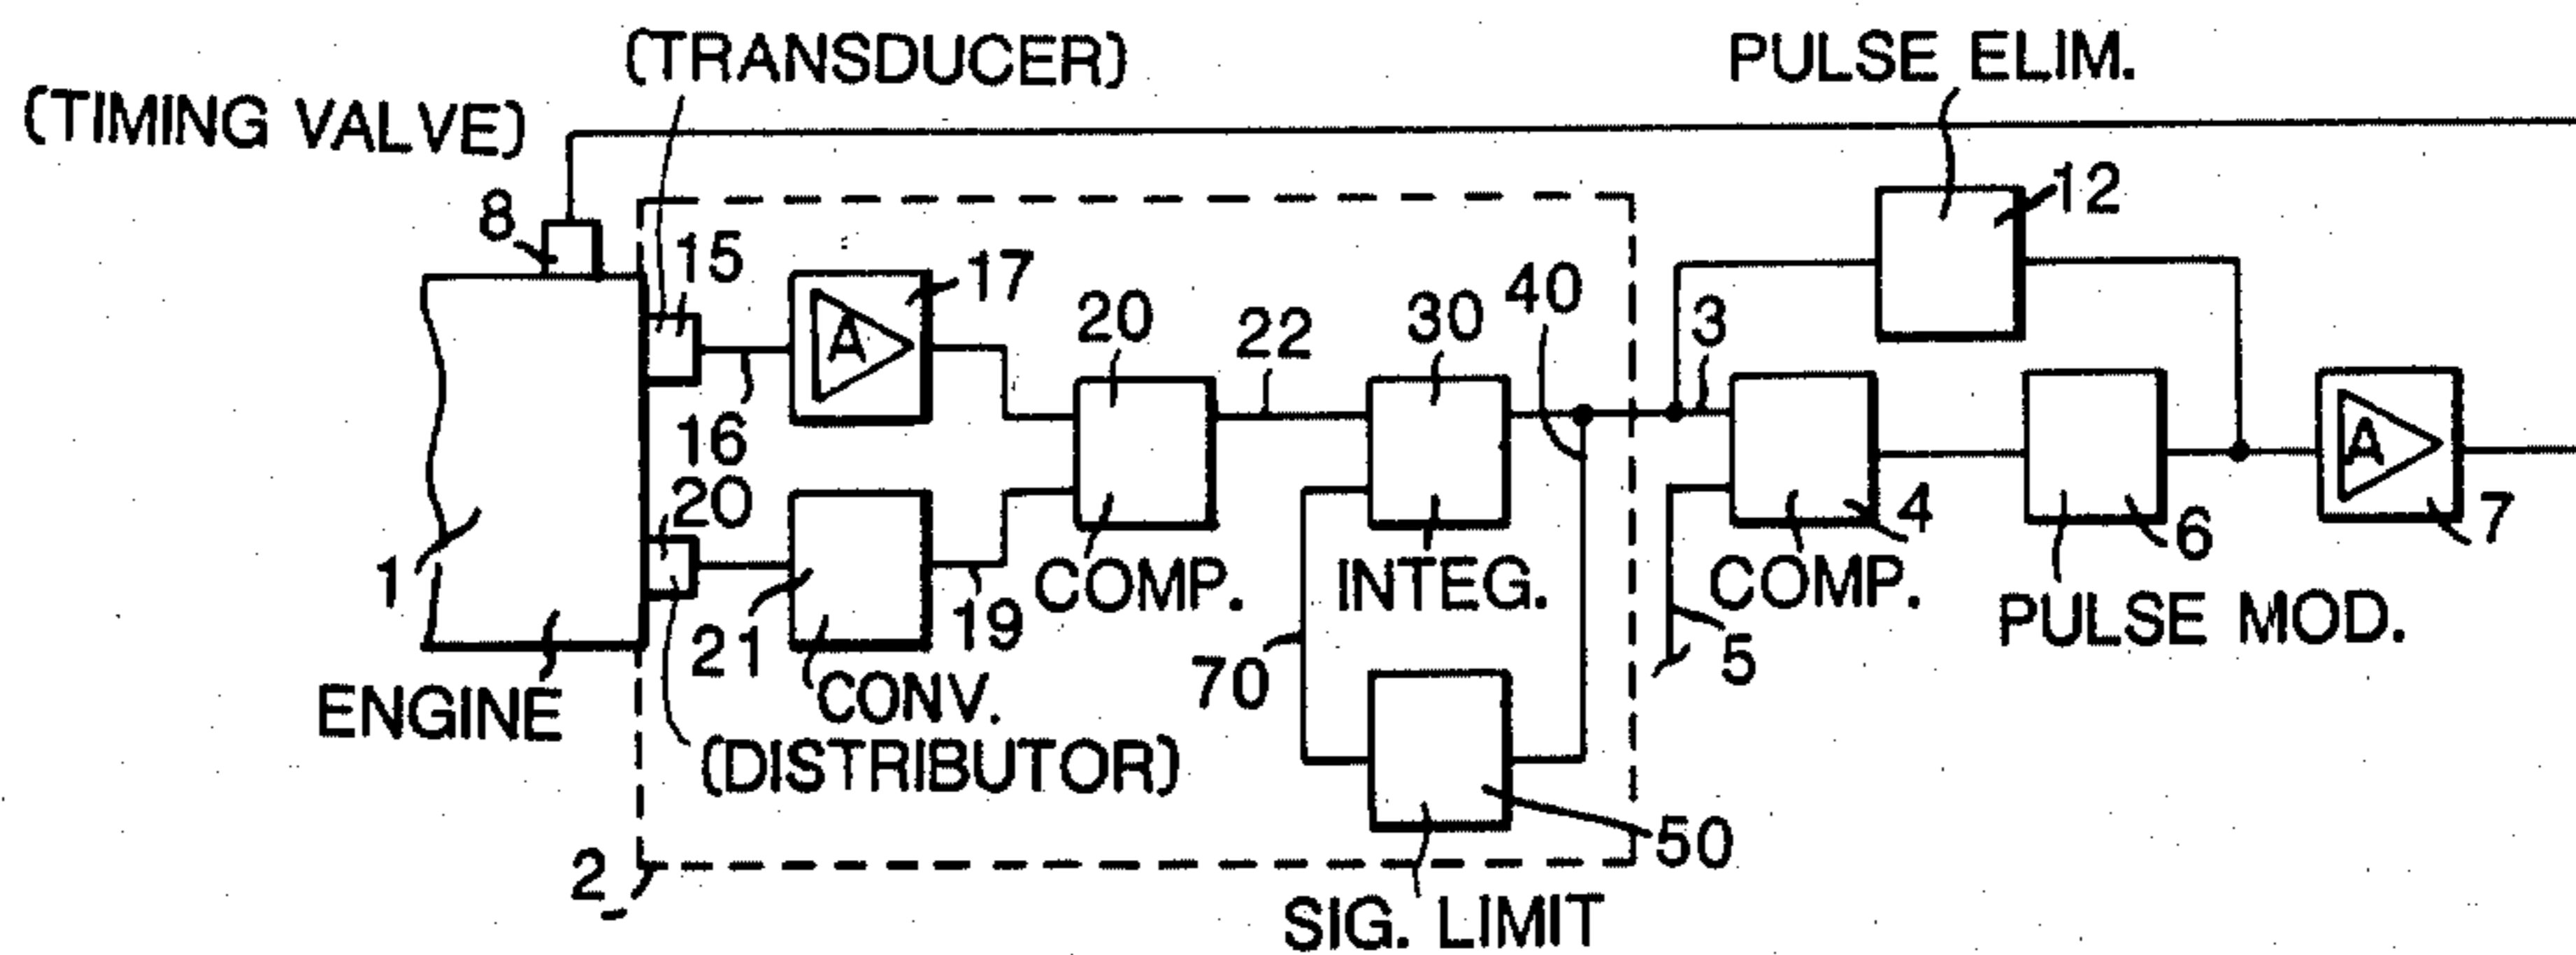 (TRANSDUCER)
PULSE ELIM.
(TIMING VALVE)
8
15
17
12
A
20
22
30
40
3
16
20
A
1
21
19
COMP.
INTEG.
COMP.
4
6
7
70
5
PULSE MOD.
ENGINE
CONV.
(DISTRIBUTOR)
2
50
SIG. LIMIT